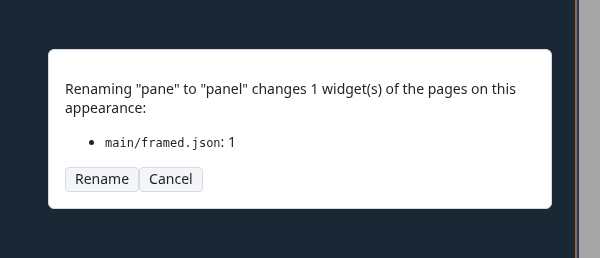 Renaming "pane" to "panel" changes 1 widget(s) of the pages on this
appearance:
• main/framed.json: 1
Rename Cancel